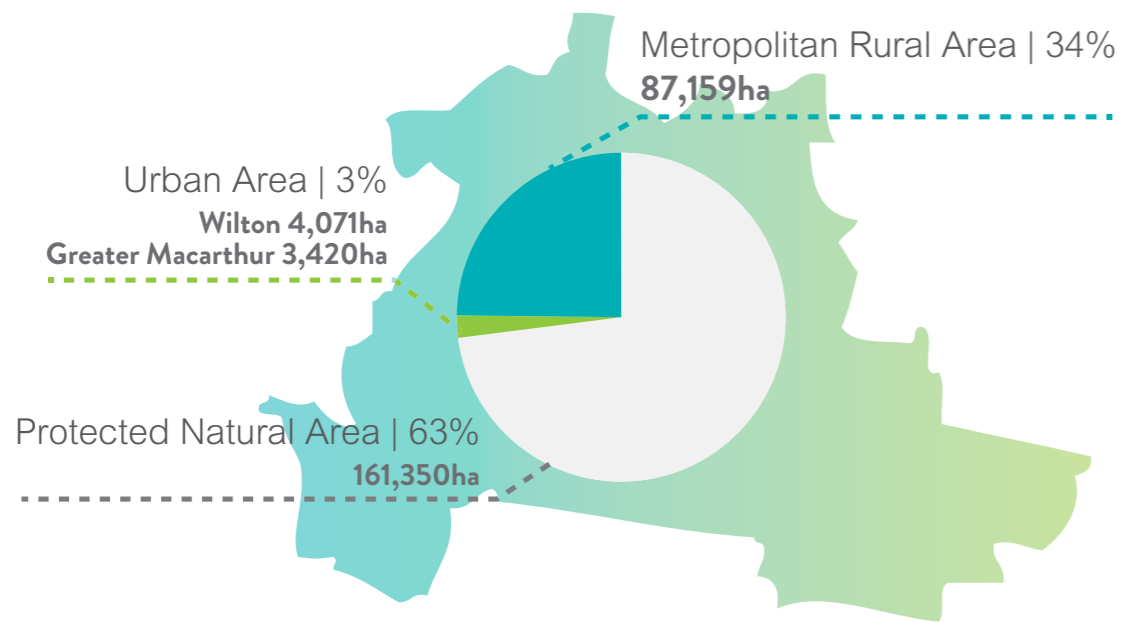 Metropolitan Rural Area | 34%
87,159ha
Urban Area | 3%
Wilton 4,071ha
Greater Macarthur 3,420ha
Protected Natural Area | 63%
161,350ha